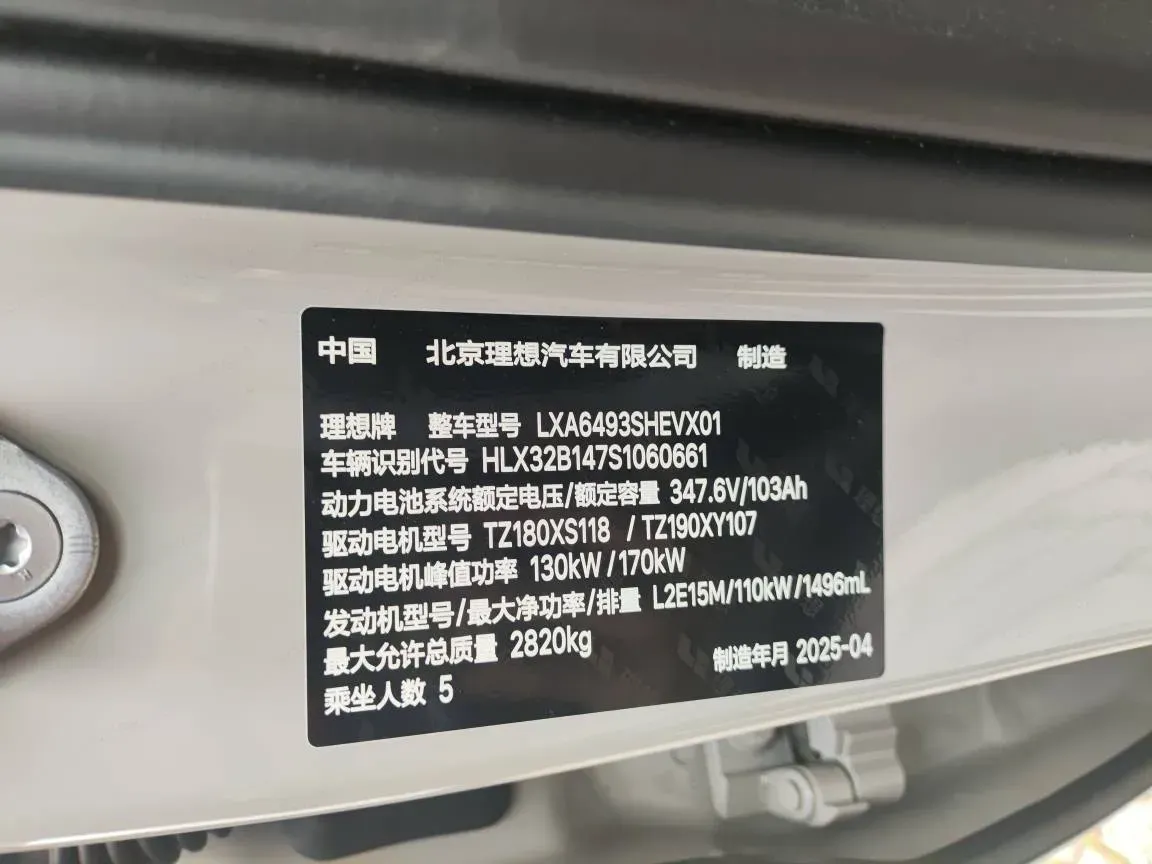 中国 北京理想汽车有限公司 制造
理想牌 整车型号 LXA6493SHEVX01
车辆识别代号 HLX32B147S1060661
动力电池系统额定电压/额定容量 347.6V/103Ah
驱动电机型号 TZ180XS118 / TZ190XY107
驱动电机峰值功率 130kW /170kW
发动机型号/最大净功率/排量 L2E15M/110kW/1496mL
最大允许总质量 2820kg
制造年月 2025-04
乘坐人数 5